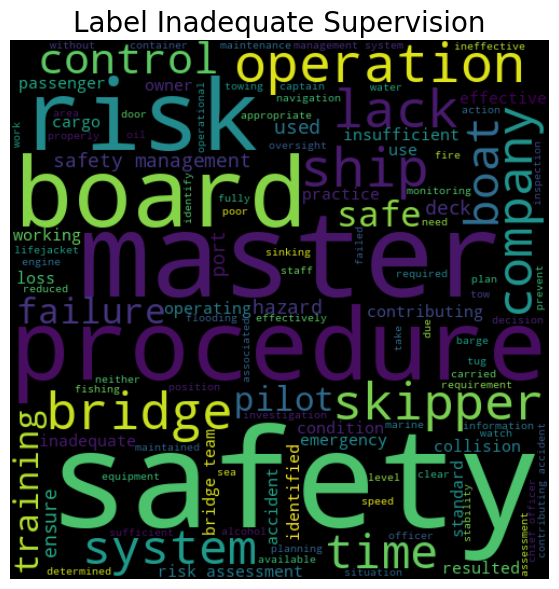 Label Inadequate Supervision
without container maintenance management system ineffective
control operation
passenger owner towing captain water effective
risk lack
area door navigation appropriate action
work cargo operational used insufficient
properly oil oversight use fire
safety management ship boat company
board identify fully practice monitoring inspection
poor safe deck need
working port sinking failed
lifejacket master staff required plan prevent
engine loss
reduced tow
failure operating hazard contributing decision
flooding associated effectively take due barge
procedure tug
neither carried
fishing position requirement
bridge pilot skipper
investigation marine information
training inadequate condition watch accident
maintained emergency collision
ensure safety
equipment sea bridge team accident identified level clear standard stability officer chief contributing accident
speed
sufficient alcohol officer assessment
system planning time
available
determined risk assessment situation resulted